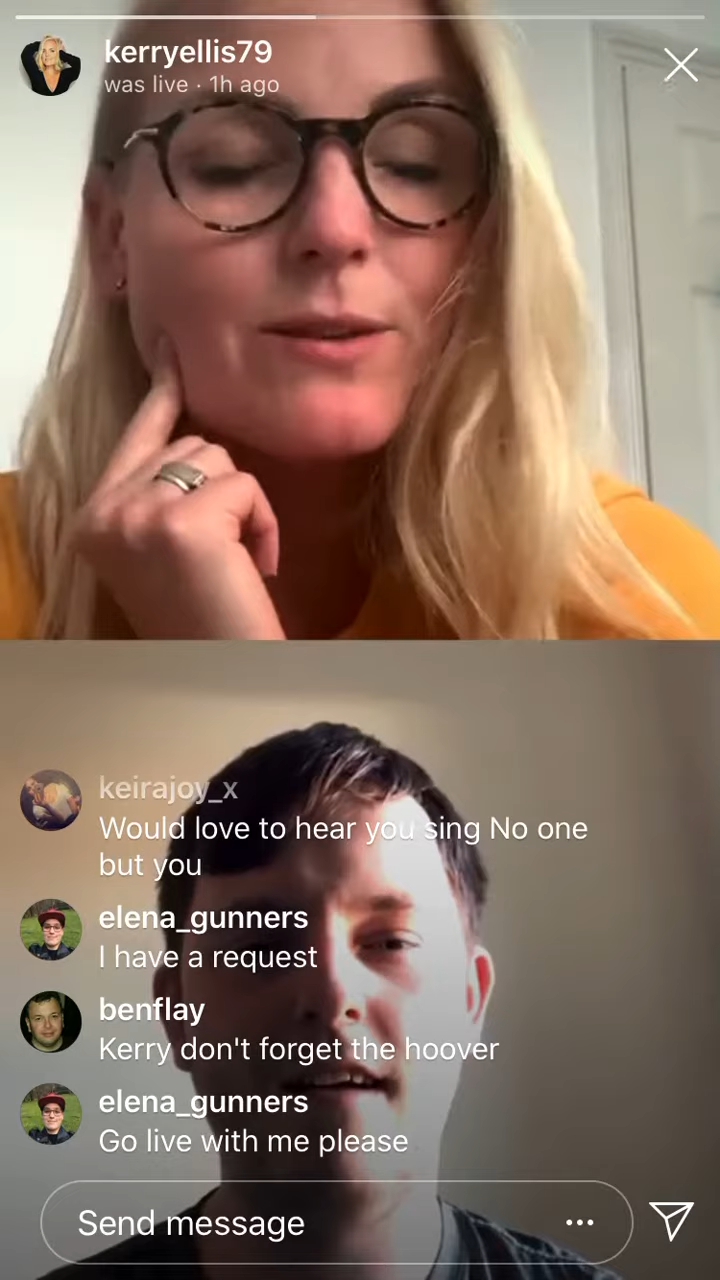 kerryellis79
was live · 1h ago
keirajoy_x
Would love to hear you sing No one
but you
elena_gunners
I have a request
benflay
Kerry don't forget the hoover
elena_gunners
Go live with me please
Send message